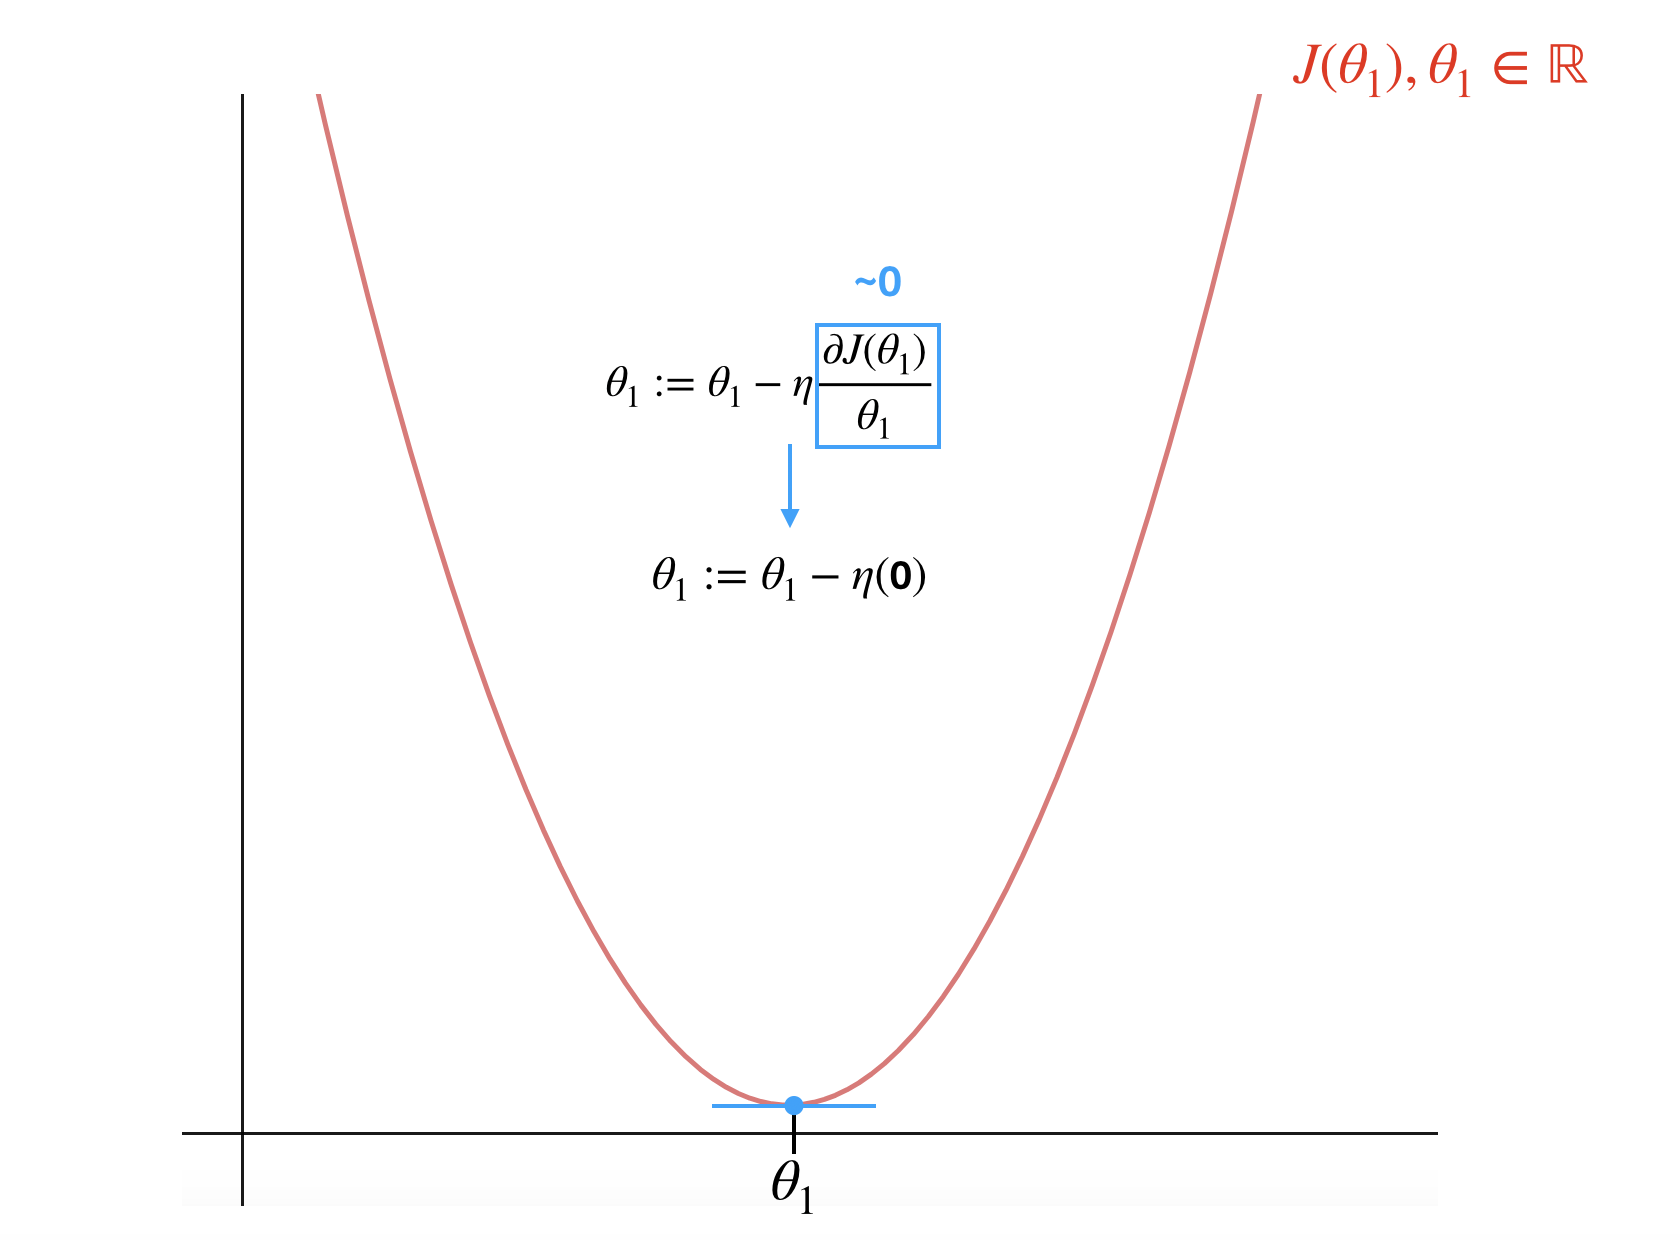 J(θ₁), θ₁ ∈ ℝ
~0
θ₁ := θ₁ − η ∂J(θ₁)/θ₁
θ₁ := θ₁ − η(0)
θ₁